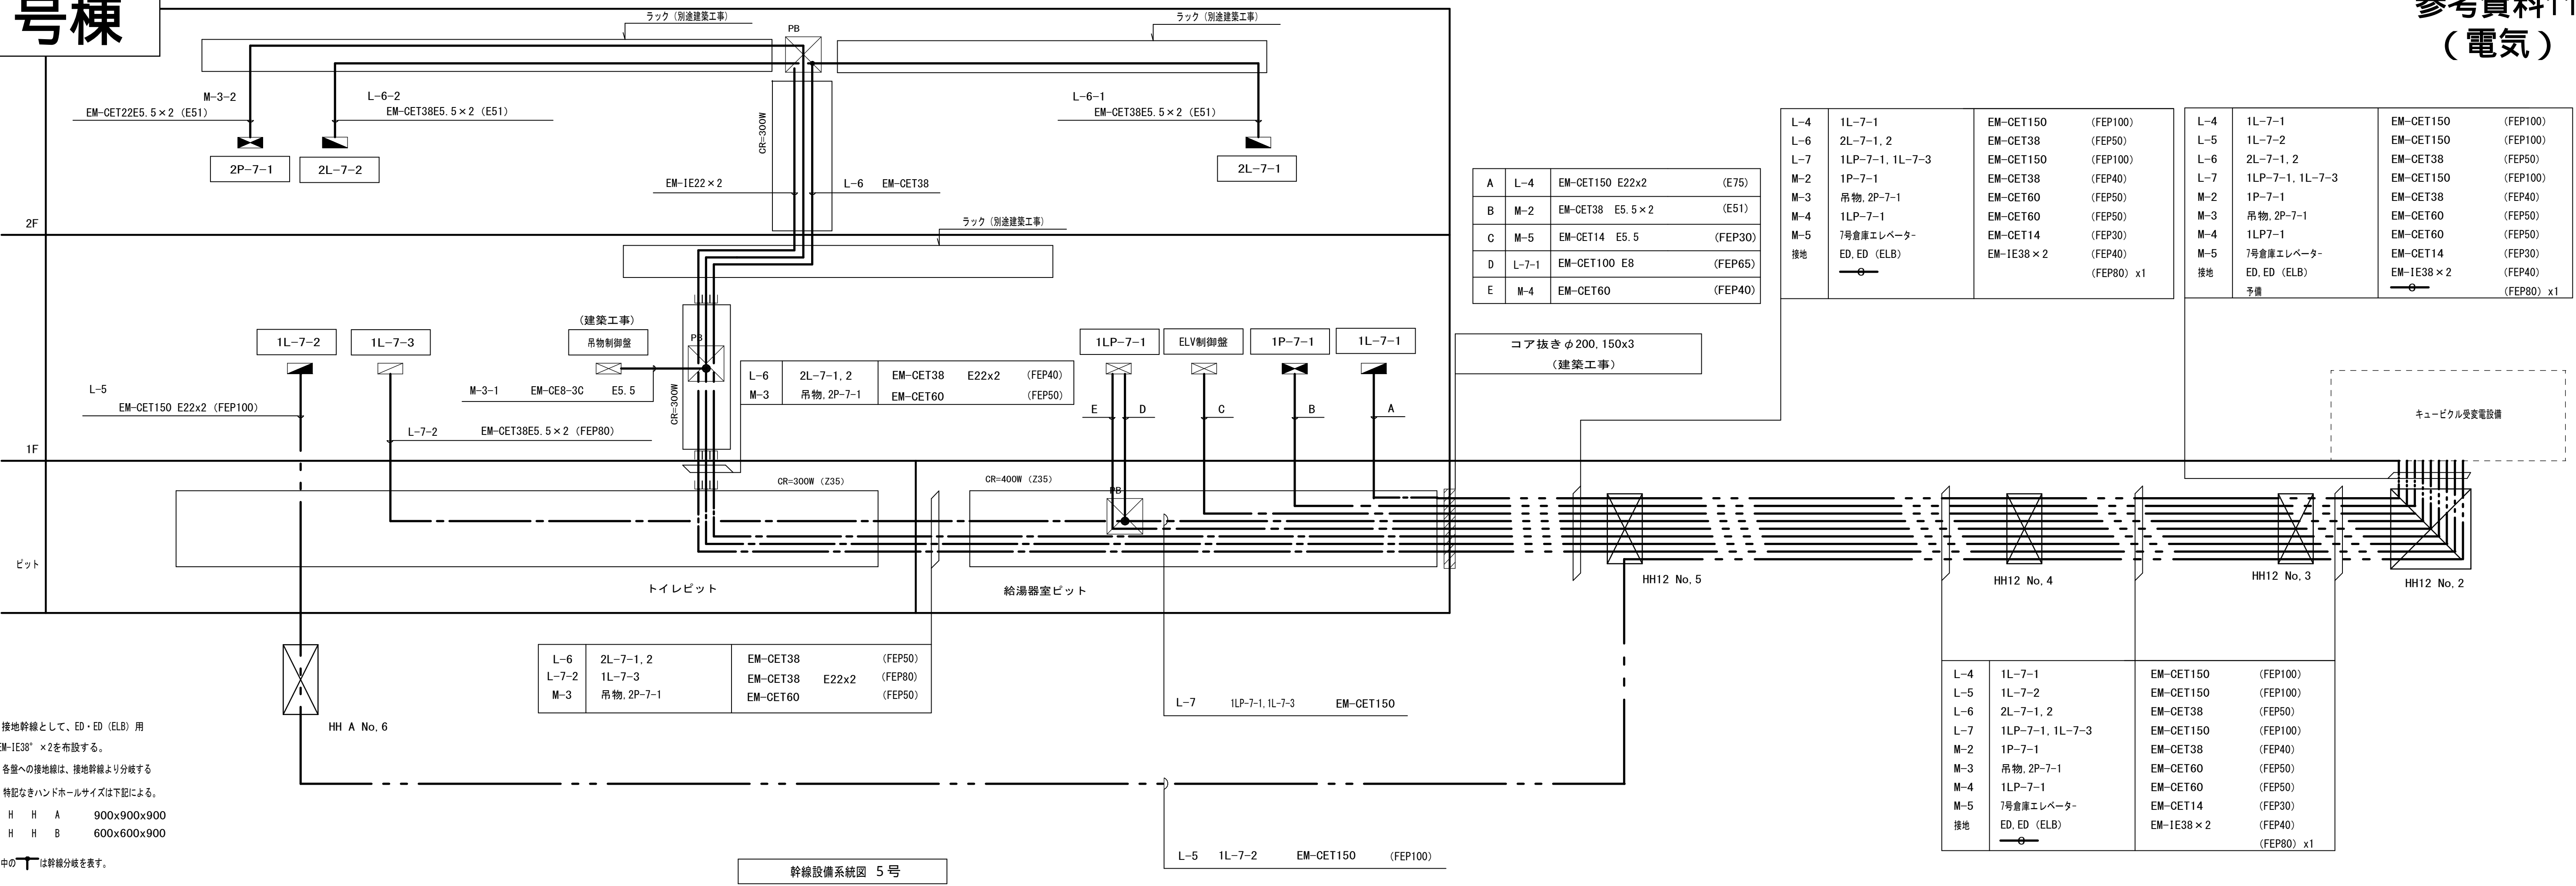 号棟
参考資料11
（電気）
ラック（別途建築工事）
ラック（別途建築工事）
PB
M-3-2
EM-CET22E5.5×2（E51）
L-6-2
EM-CET38E5.5×2（E51）
L-6-1
EM-CET38E5.5×2（E51）
CR=300W
2P-7-1
2L-7-2
2L-7-1
EM-IE22×2
L-6 EM-CET38
ラック（別途建築工事）
2F
A L-4 EM-CET150 E22x2 (E75)
B M-2 EM-CET38 E5.5×2 (E51)
C M-5 EM-CET14 E5.5 (FEP30)
D L-7-1 EM-CET100 E8 (FEP65)
E M-4 EM-CET60 (FEP40)
L-4 1L-7-1 EM-CET150 (FEP100)
L-6 2L-7-1,2 EM-CET38 (FEP50)
L-7 1LP-7-1,1L-7-3 EM-CET150 (FEP100)
M-2 1P-7-1 EM-CET38 (FEP40)
M-3 吊物,2P-7-1 EM-CET60 (FEP50)
M-4 1LP-7-1 EM-CET60 (FEP50)
M-5 7号倉庫エレベーター EM-CET14 (FEP30)
接地 ED,ED（ELB） EM-IE38×2 (FEP40)
(FEP80) x1
L-4 1L-7-1 EM-CET150 (FEP100)
L-5 1L-7-2 EM-CET150 (FEP100)
L-6 2L-7-1,2 EM-CET38 (FEP50)
L-7 1LP-7-1,1L-7-3 EM-CET150 (FEP100)
M-2 1P-7-1 EM-CET38 (FEP40)
M-3 吊物,2P-7-1 EM-CET60 (FEP50)
M-4 1LP7-1 EM-CET60 (FEP50)
M-5 7号倉庫エレベーター EM-CET14 (FEP30)
接地 ED,ED（ELB） EM-IE38×2 (FEP40)
予備 (FEP80) x1
1L-7-2
1L-7-3
（建築工事）
吊物制御盤
PB
CR=300W
1LP-7-1
ELV制御盤
1P-7-1
1L-7-1
コア抜きφ200,150x3
（建築工事）
キュービクル受変電設備
L-5
EM-CET150 E22x2 (FEP100)
M-3-1 EM-CE8-3C E5.5
L-7-2 EM-CET38E5.5×2 (FEP80)
L-6 2L-7-1,2 EM-CET38 E22x2 (FEP40)
M-3 吊物,2P-7-1 EM-CET60 (FEP50)
E D C B A
1F
CR=300W（Z35）
CR=400W（Z35）
PB
ピット
トイレピット
給湯器室ピット
HH12 No,5
HH12 No,4
HH12 No,3
HH12 No,2
L-6 2L-7-1,2 EM-CET38 (FEP50)
L-7-2 1L-7-3 EM-CET38 E22x2 (FEP80)
M-3 吊物,2P-7-1 EM-CET60 (FEP50)
L-7 1LP-7-1,1L-7-3 EM-CET150
L-4 1L-7-1 EM-CET150 (FEP100)
L-5 1L-7-2 EM-CET150 (FEP100)
L-6 2L-7-1,2 EM-CET38 (FEP50)
L-7 1LP-7-1,1L-7-3 EM-CET150 (FEP100)
M-2 1P-7-1 EM-CET38 (FEP40)
M-3 吊物,2P-7-1 EM-CET60 (FEP50)
M-4 1LP-7-1 EM-CET60 (FEP50)
M-5 7号倉庫エレベーター EM-CET14 (FEP30)
接地 ED,ED（ELB） EM-IE38×2 (FEP40)
(FEP80) x1
HH A No,6
接地幹線として、ED・ED（ELB）用
EM-IE38°×2を布設する。
各盤への接地線は、接地幹線より分岐する
特記なきハンドホールサイズは下記による。
H H A 900x900x900
H H B 600x600x900
中の は幹線分岐を表す。
幹線設備系統図 5号
L-5 1L-7-2 EM-CET150 (FEP100)